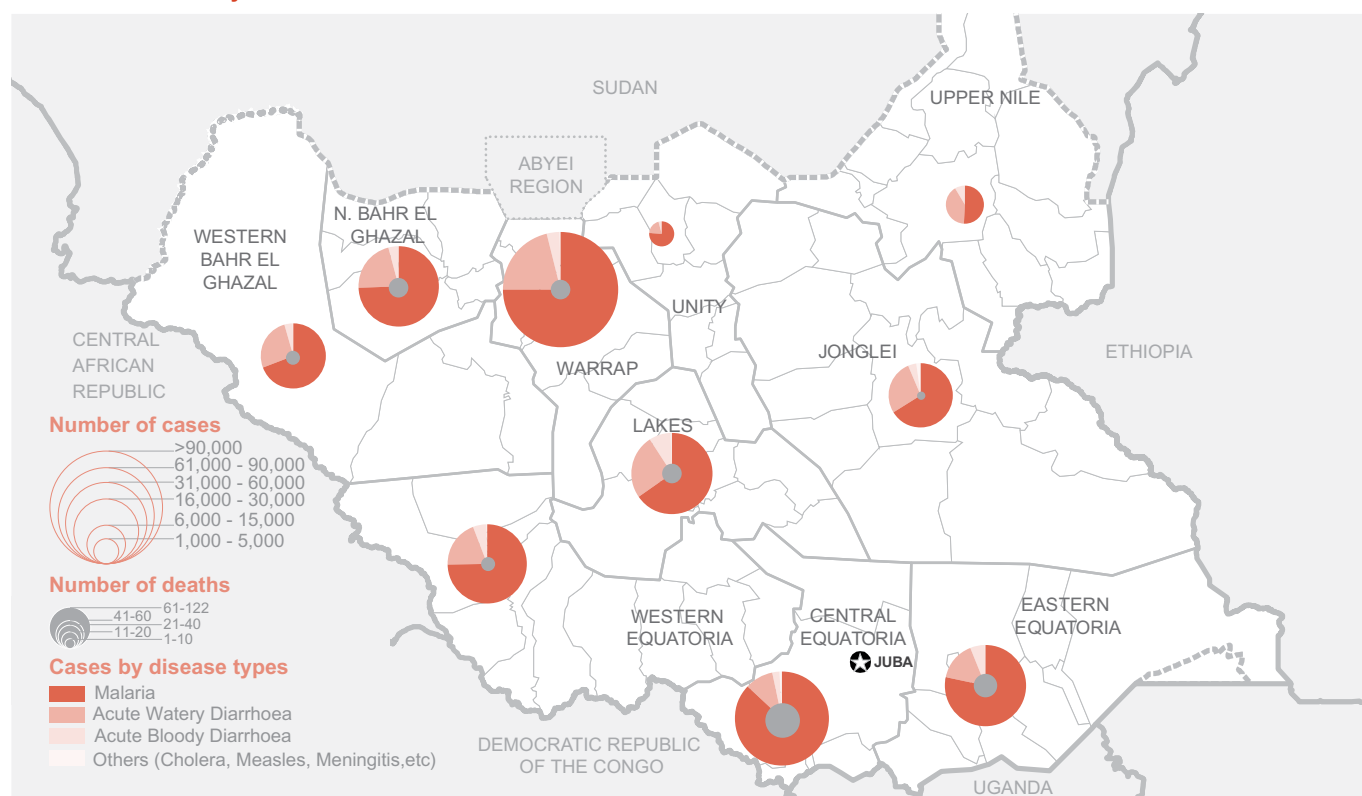 SUDAN
UPPER NILE
ABYEI
REGION
N. BAHR EL
GHAZAL
WESTERN
BAHR EL
GHAZAL
UNITY
CENTRAL
AFRICAN
REPUBLIC
WARRAP
JONGLEI
ETHIOPIA
LAKES
Number of cases
>90,000
61,000 - 90,000
31,000 - 60,000
16,000 - 30,000
6,000 - 15,000
1,000 - 5,000
Number of deaths
61-122
41-60
21-40
11-20
1-10
WESTERN
EQUATORIA
CENTRAL
EQUATORIA
JUBA
EASTERN
EQUATORIA
Cases by disease types
Malaria
Acute Watery Diarrhoea
Acute Bloody Diarrhoea
Others (Cholera, Measles, Meningitis,etc)
DEMOCRATIC REPUBLIC
OF THE CONGO
UGANDA